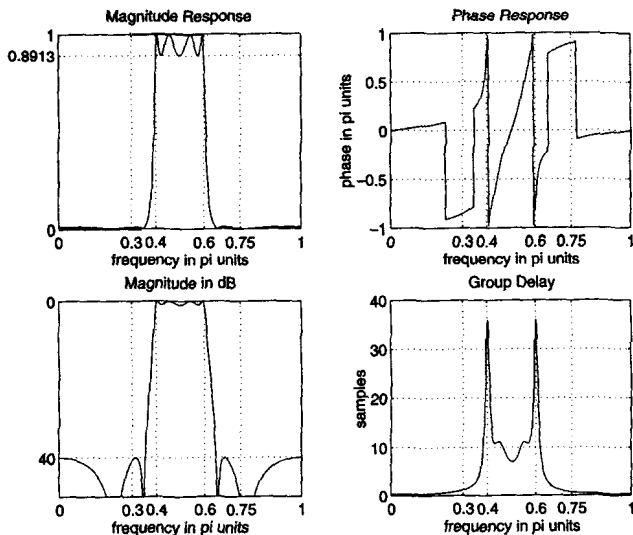 Magnitude Response
1
0.8913
0
0 0.3 0.4 0.6 0.75 1
frequency in pi units
Phase Response
phase in pi units
1
0.5
0
−0.5
−1
0 0.3 0.4 0.6 0.75 1
frequency in pi units
Magnitude in dB
0
40
0 0.3 0.4 0.6 0.75 1
frequency in pi units
Group Delay
samples
40
30
20
10
0
0 0.3 0.4 0.6 0.75 1
frequency in pi units